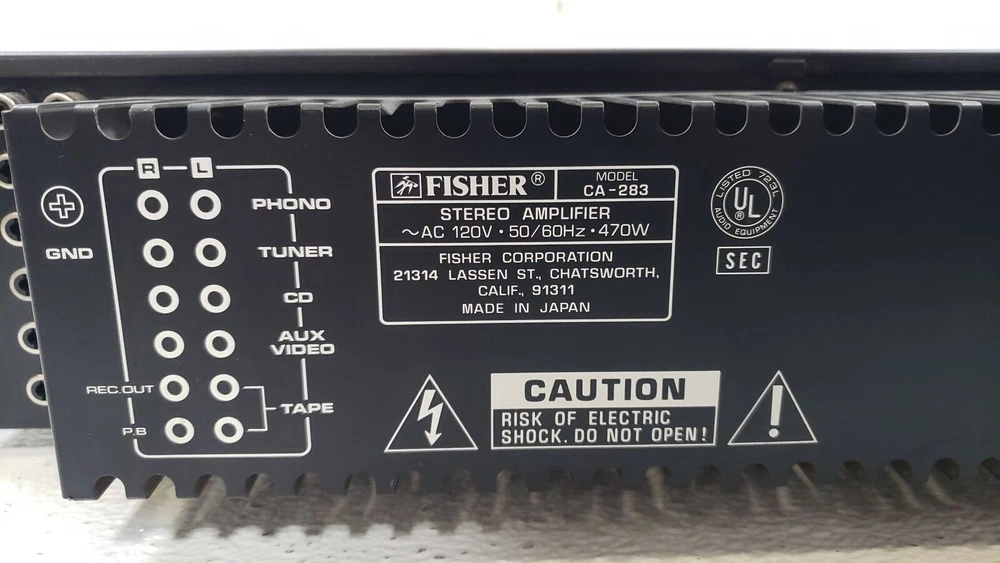 R L
GND
PHONO
TUNER
CD
AUX
VIDEO
REC.OUT
P.B
TAPE
FISHER®
MODEL
CA-283
STEREO AMPLIFIER
~AC 120V·50/60Hz·470W
FISHER CORPORATION
21314 LASSEN ST., CHATSWORTH,
CALIF., 91311
MADE IN JAPAN
LISTED 723L
UL®
AUDIO EQUIPMENT
SEC
CAUTION
RISK OF ELECTRIC
SHOCK. DO NOT OPEN!